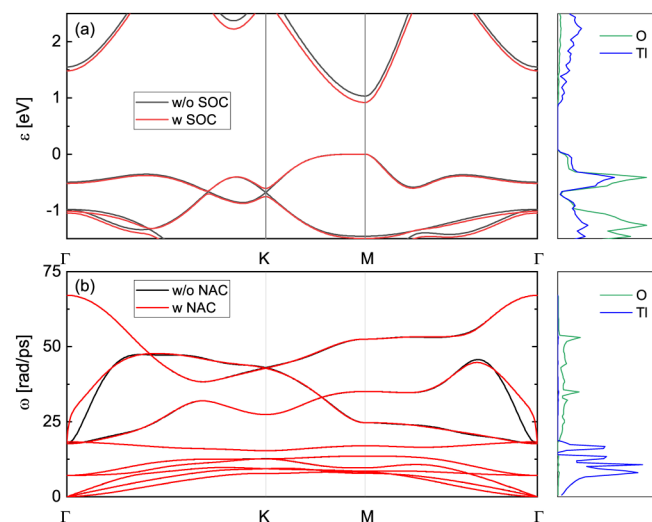 (a)
2
1
0
-1
ε [eV]
w/o SOC
w SOC
O
Tl
Γ K M Γ
(b)
75
50
25
0
ω [rad/ps]
w/o NAC
w NAC
O
Tl
Γ K M Γ